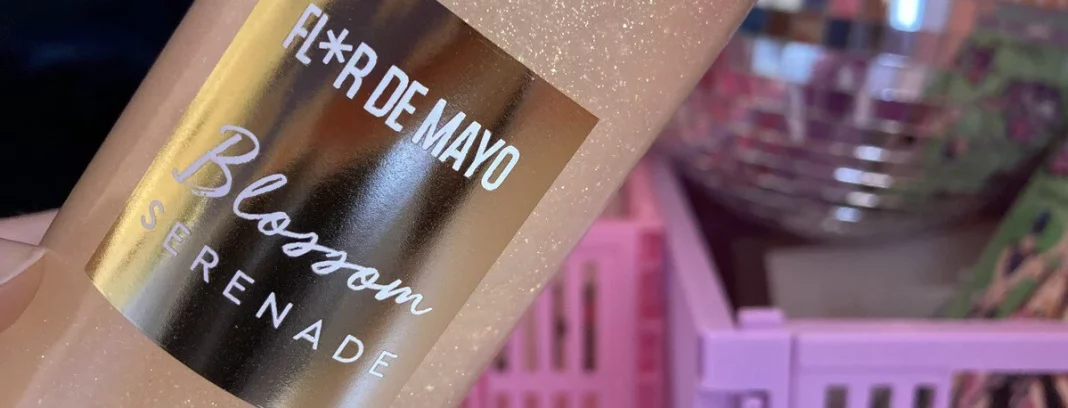 FL*R DE MAYO
Blossom
SERENADE